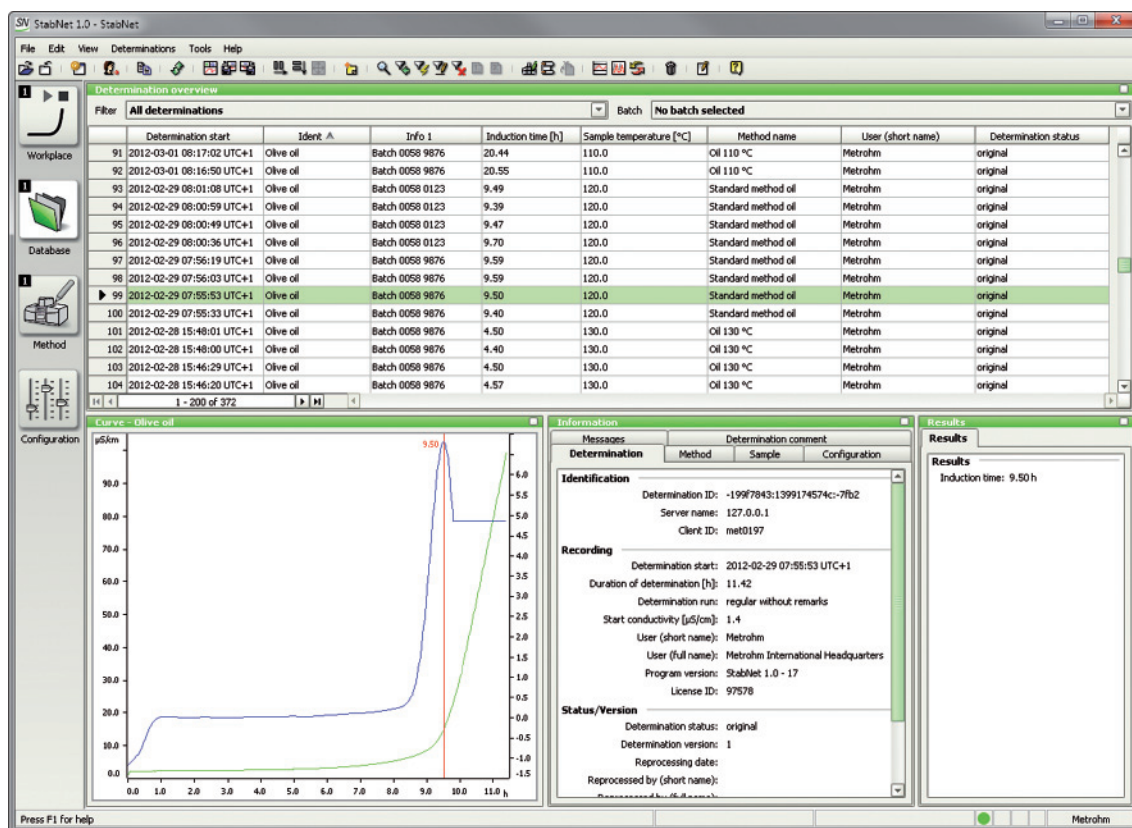 SN StabNet 1.0 - StabNet
File Edit View Determinations Tools Help
Determination overview
Filter All determinations Batch No batch selected
Determination start Ident Info 1 Induction time [h] Sample temperature [°C] Method name User (short name) Determination status
91 2012-03-01 08:17:02 UTC+1 Olive oil Batch 0058 9876 20.44 110.0 Oil 110 °C Metrohm original
92 2012-03-01 08:16:50 UTC+1 Olive oil Batch 0058 9876 20.55 110.0 Oil 110 °C Metrohm original
93 2012-02-29 08:01:08 UTC+1 Olive oil Batch 0058 0123 9.49 120.0 Standard method oil Metrohm original
94 2012-02-29 08:00:59 UTC+1 Olive oil Batch 0058 0123 9.39 120.0 Standard method oil Metrohm original
95 2012-02-29 08:00:49 UTC+1 Olive oil Batch 0058 0123 9.47 120.0 Standard method oil Metrohm original
96 2012-02-29 08:00:36 UTC+1 Olive oil Batch 0058 0123 9.70 120.0 Standard method oil Metrohm original
97 2012-02-29 07:56:19 UTC+1 Olive oil Batch 0058 9876 9.59 120.0 Standard method oil Metrohm original
98 2012-02-29 07:56:03 UTC+1 Olive oil Batch 0058 9876 9.59 120.0 Standard method oil Metrohm original
99 2012-02-29 07:55:53 UTC+1 Olive oil Batch 0058 9876 9.50 120.0 Standard method oil Metrohm original
100 2012-02-29 07:55:33 UTC+1 Olive oil Batch 0058 9876 9.40 120.0 Standard method oil Metrohm original
101 2012-02-28 15:48:01 UTC+1 Olive oil Batch 0058 9876 4.50 130.0 Oil 130 °C Metrohm original
102 2012-02-28 15:48:00 UTC+1 Olive oil Batch 0058 9876 4.40 130.0 Oil 130 °C Metrohm original
103 2012-02-28 15:46:29 UTC+1 Olive oil Batch 0058 9876 4.50 130.0 Oil 130 °C Metrohm original
104 2012-02-28 15:46:20 UTC+1 Olive oil Batch 0058 9876 4.57 130.0 Oil 130 °C Metrohm original
1 - 200 of 372
1
Workplace
1
Database
1
Method
Configuration
Curve - Olive oil
µS/km
9.50
90.0
80.0
70.0
60.0
50.0
40.0
30.0
20.0
10.0
0.0
6.0
5.5
5.0
4.5
4.0
3.5
3.0
2.5
2.0
1.5
1.0
0.5
0.0
-0.5
-1.0
-1.5
0.0 1.0 2.0 3.0 4.0 5.0 6.0 7.0 8.0 9.0 10.0 11.0 h
Information
Messages Determination comment
Determination Method Sample Configuration
Identification
Determination ID: -199f7843:1399174574c:-7fb2
Server name: 127.0.0.1
Client ID: met0197
Recording
Determination start: 2012-02-29 07:55:53 UTC+1
Duration of determination [h]: 11.42
Determination run: regular without remarks
Start conductivity [µS/cm]: 1.4
User (short name): Metrohm
User (full name): Metrohm International Headquarters
Program version: StabNet 1.0 - 17
License ID: 97578
Status/Version
Determination status: original
Determination version: 1
Reprocessing date:
Reprocessed by (short name):
Reprocessed by (full name):
Results
Results
Results
Induction time: 9.50 h
Press F1 for help
Metrohm